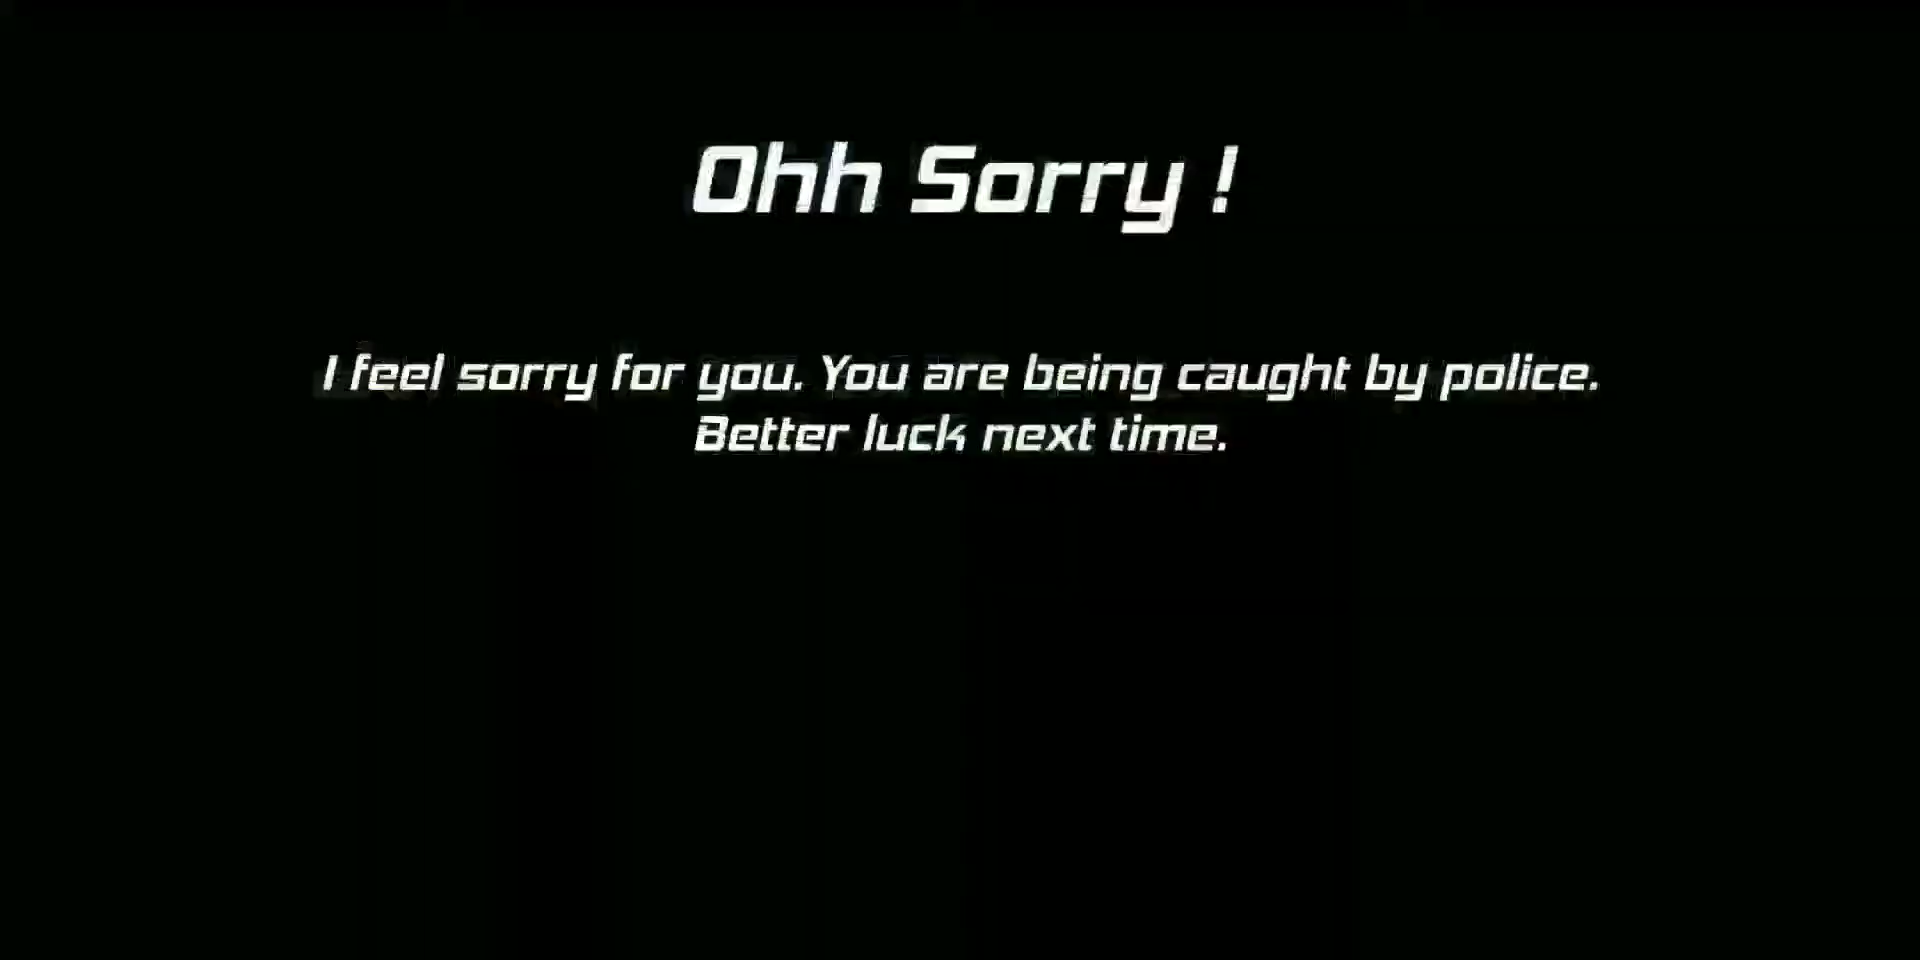 Ohh Sorry !
I feel sorry for you. You are being caught by police.
Better luck next time.